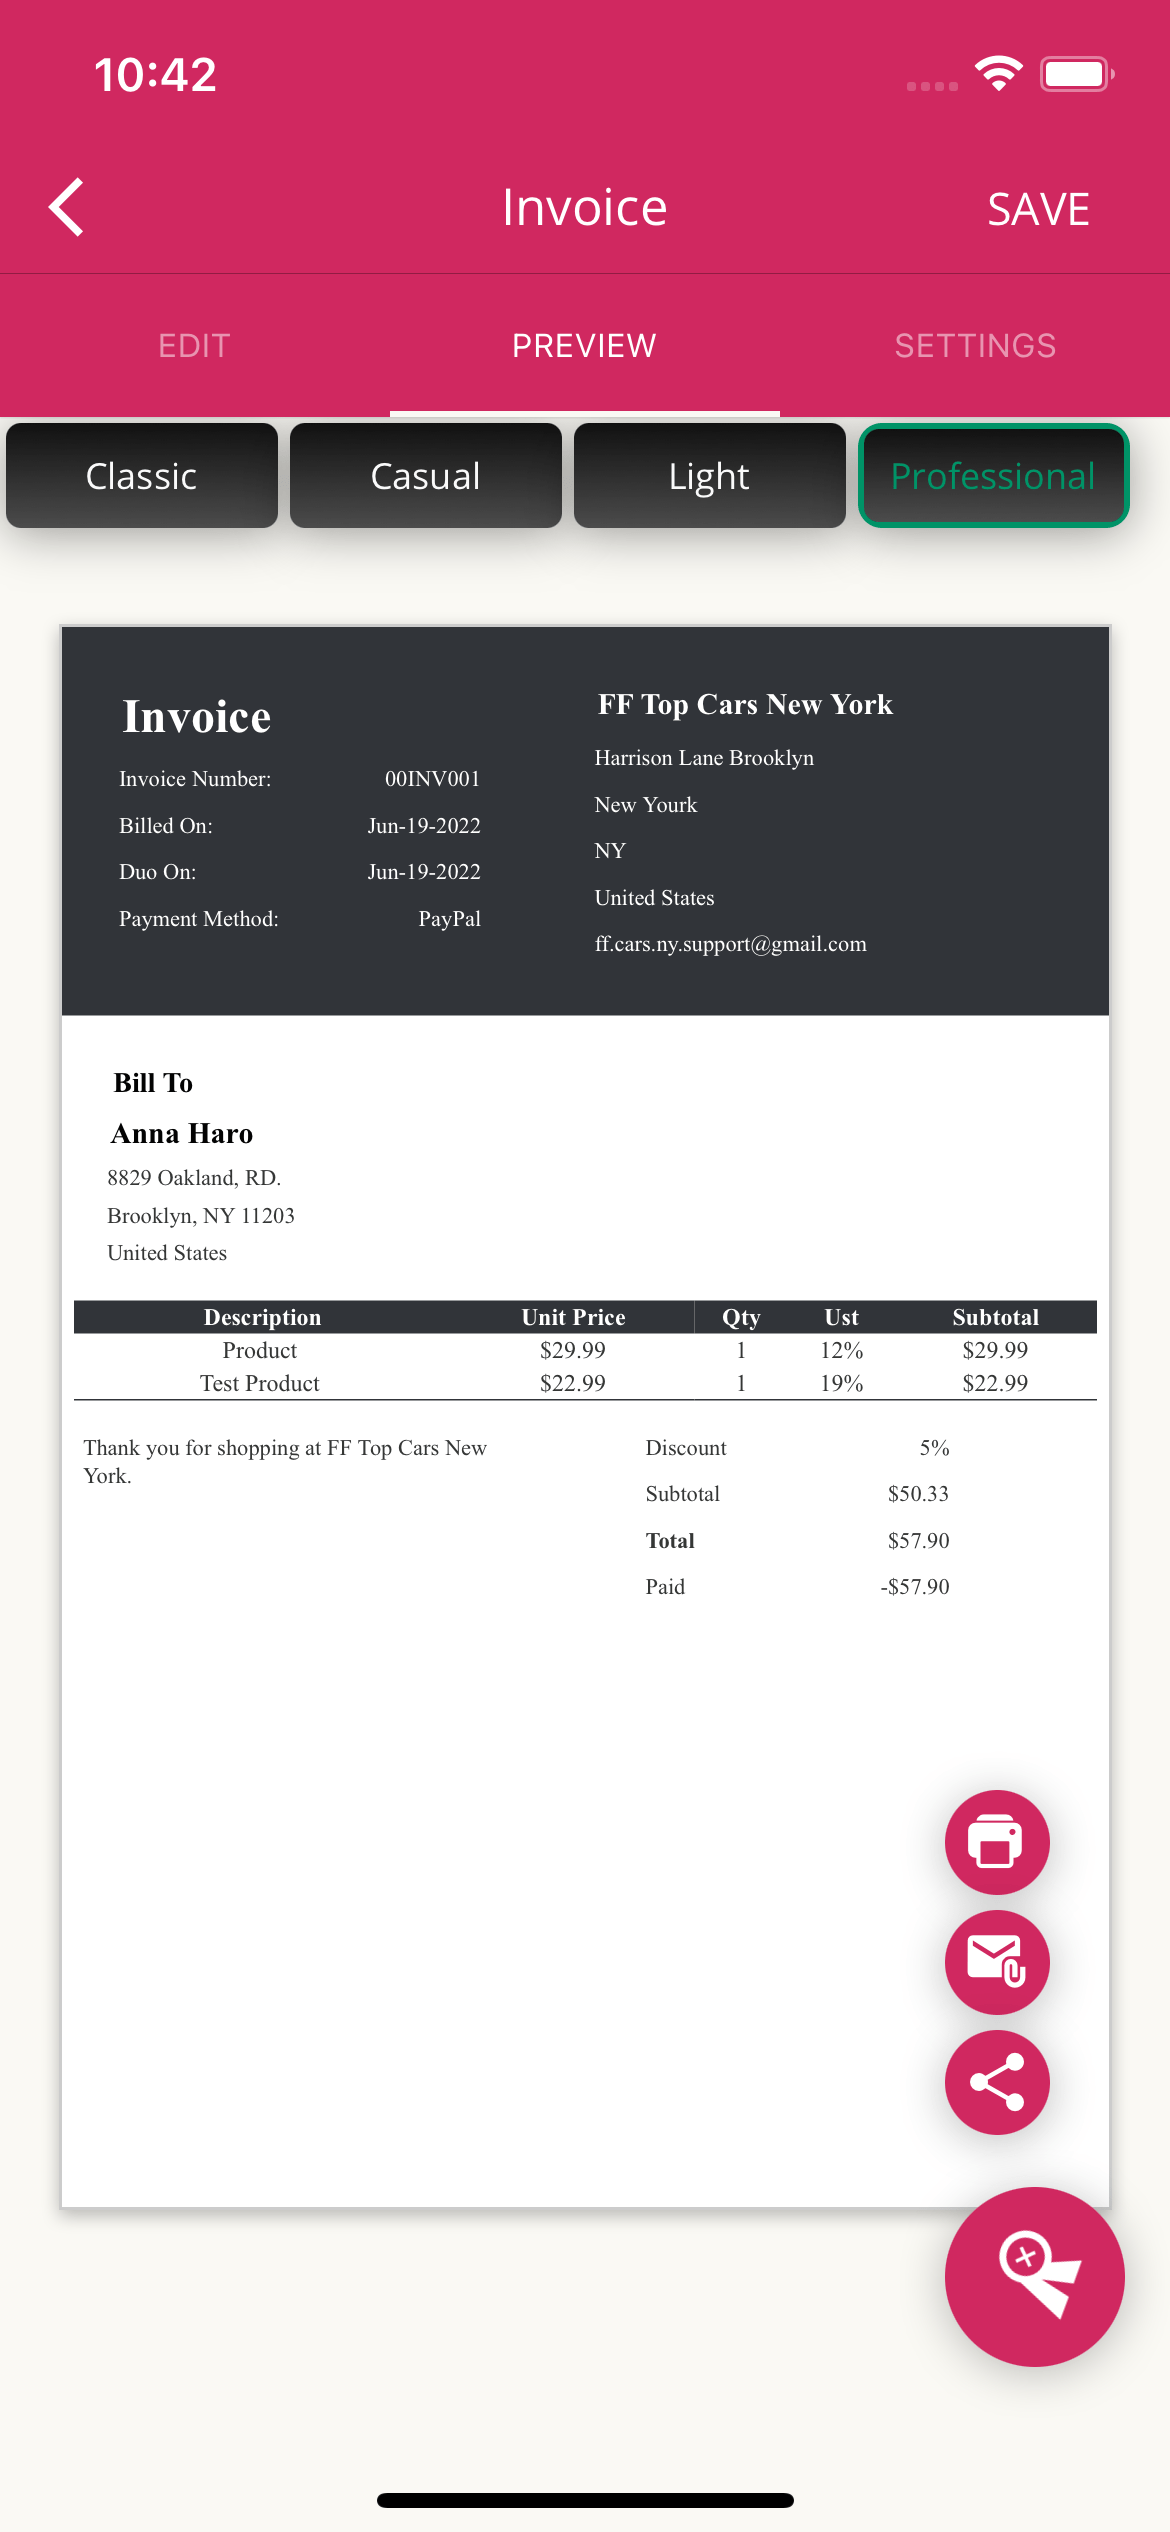 10:42
Invoice SAVE
EDIT PREVIEW SETTINGS
Classic Casual Light Professional
Invoice
Invoice Number: 00INV001
Billed On: Jun-19-2022
Duo On: Jun-19-2022
Payment Method: PayPal
FF Top Cars New York
Harrison Lane Brooklyn
New Yourk
NY
United States
ff.cars.ny.support@gmail.com
Bill To
Anna Haro
8829 Oakland, RD.
Brooklyn, NY 11203
United States
Description Unit Price Qty Ust Subtotal
Product $29.99 1 12% $29.99
Test Product $22.99 1 19% $22.99
Thank you for shopping at FF Top Cars New
York.
Discount 5%
Subtotal $50.33
Total $57.90
Paid -$57.90